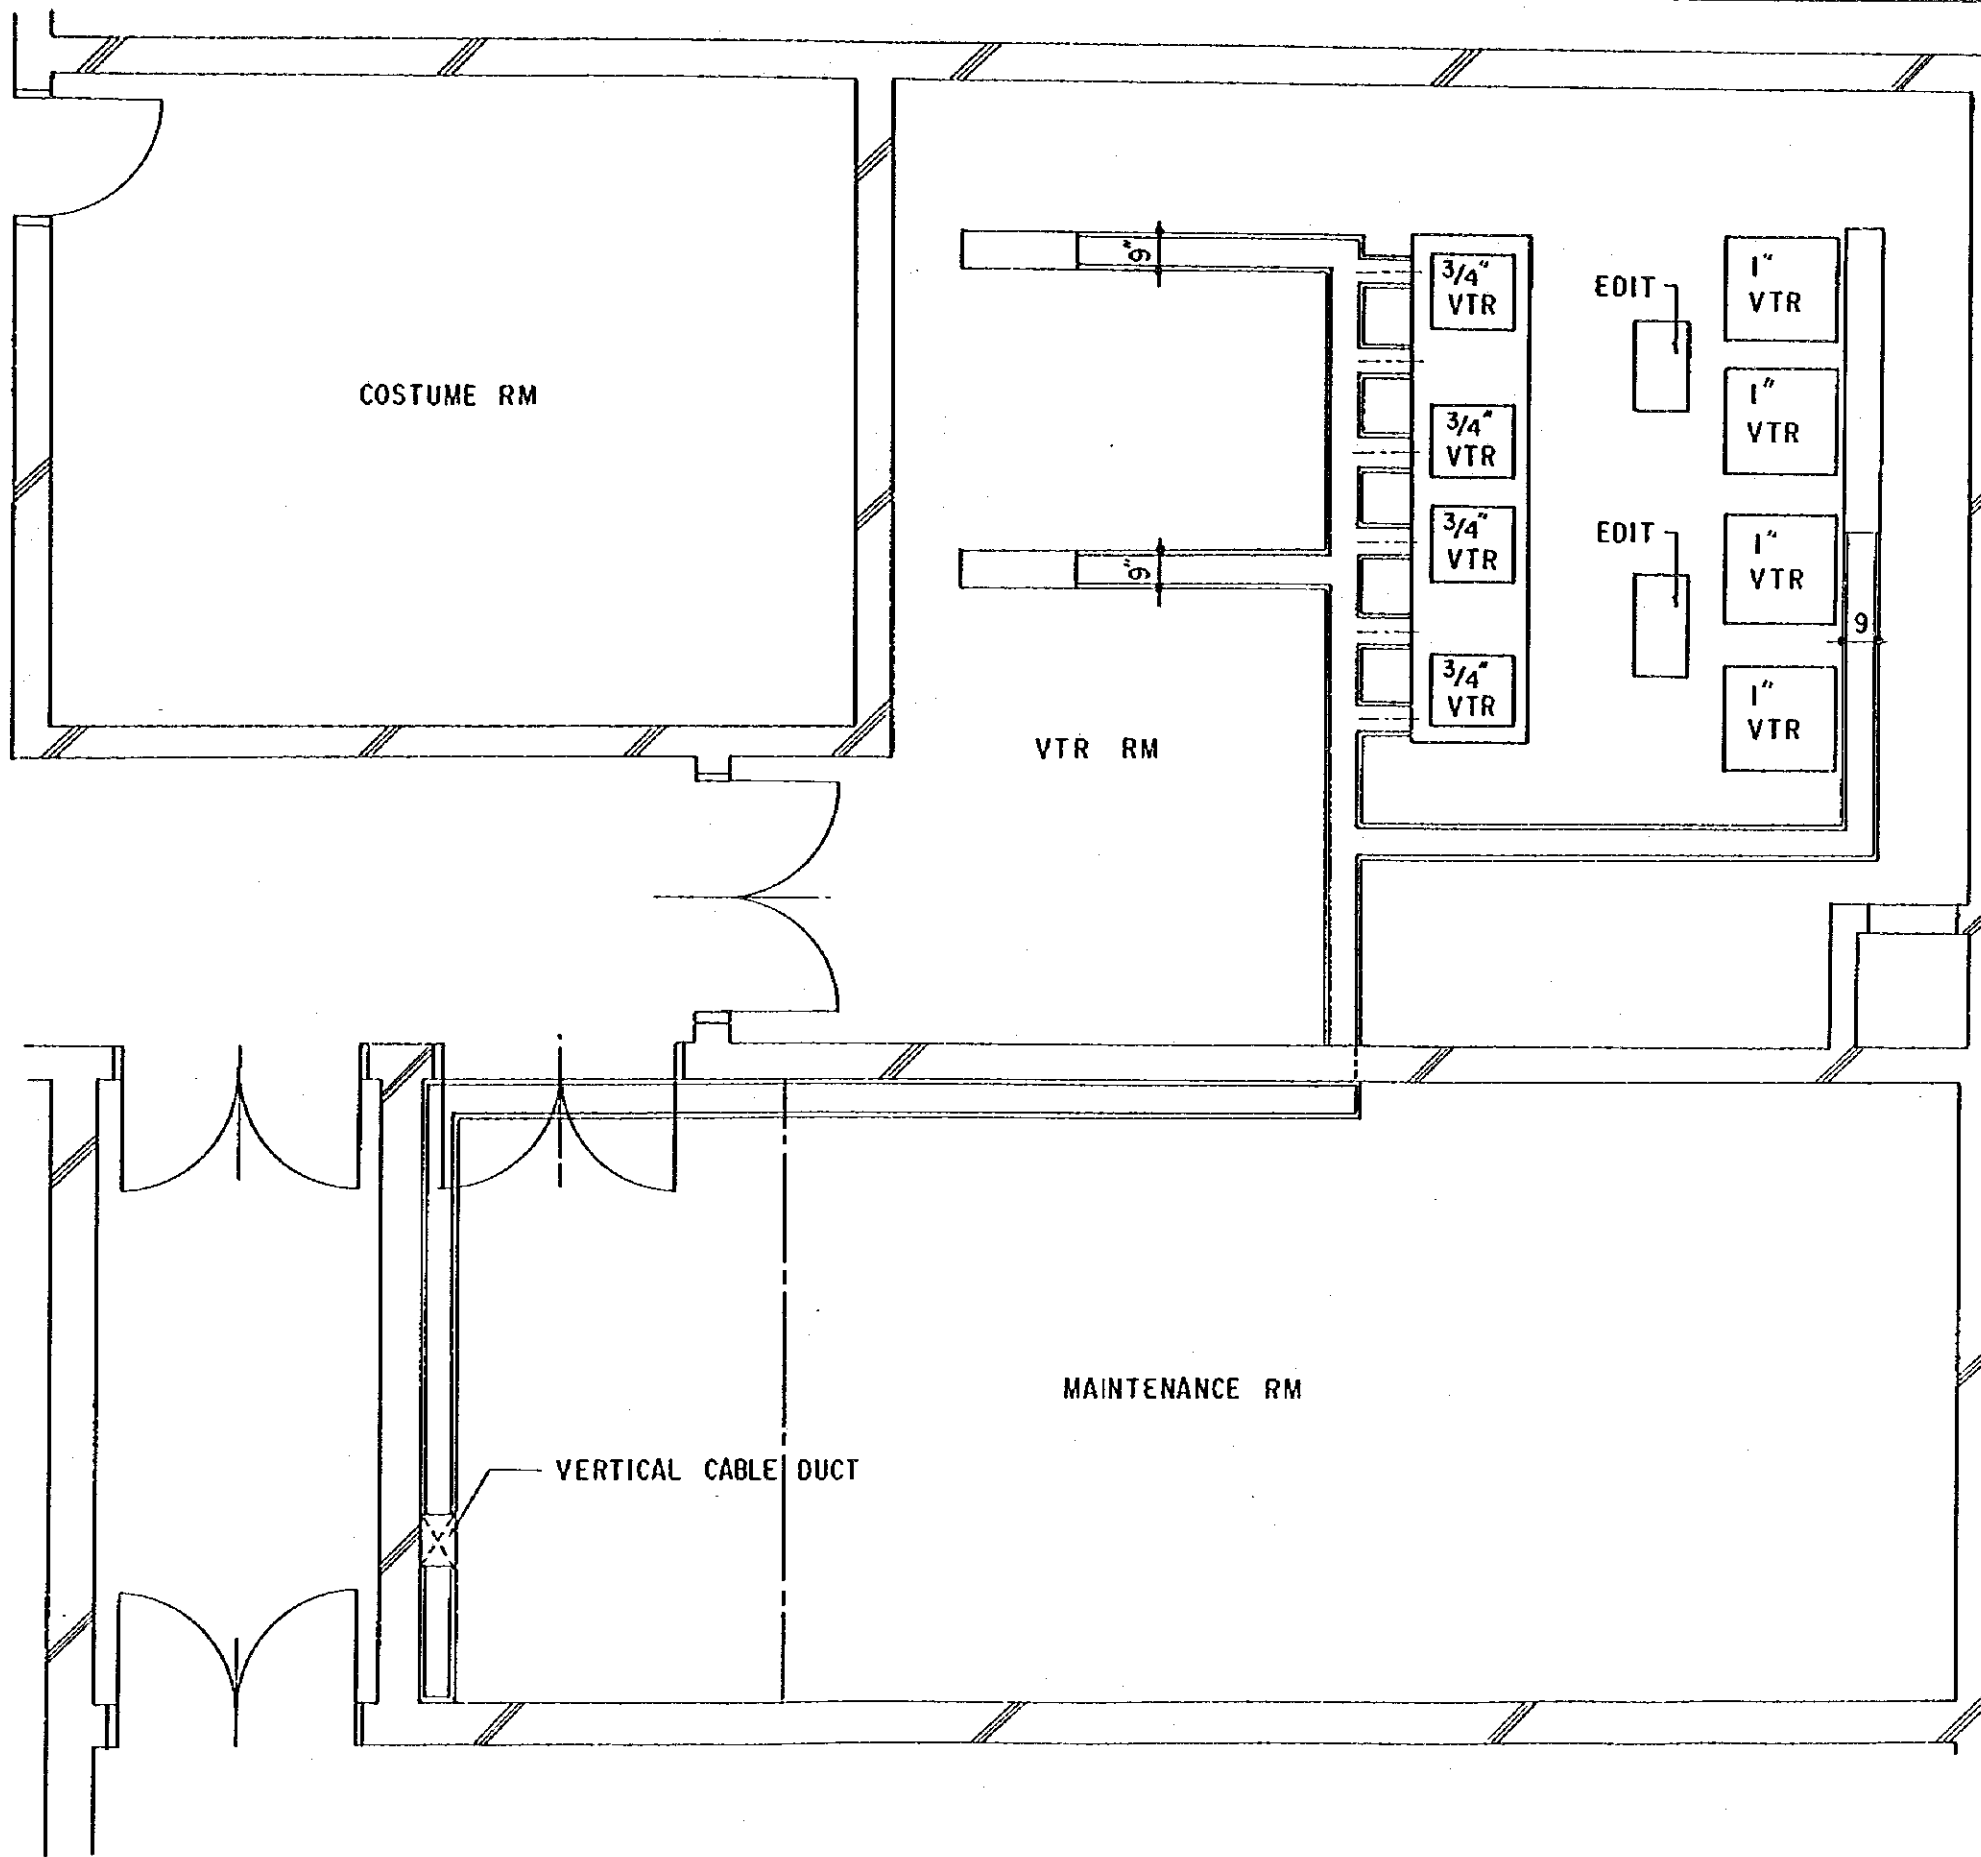 9"
3/4"
VTR
EDIT
1"
VTR
COSTUME RM
1"
VTR
3/4"
VTR
3/4"
VTR
EDIT
1"
VTR
9"
9
3/4"
VTR
1"
VTR
VTR RM
MAINTENANCE RM
VERTICAL CABLE DUCT